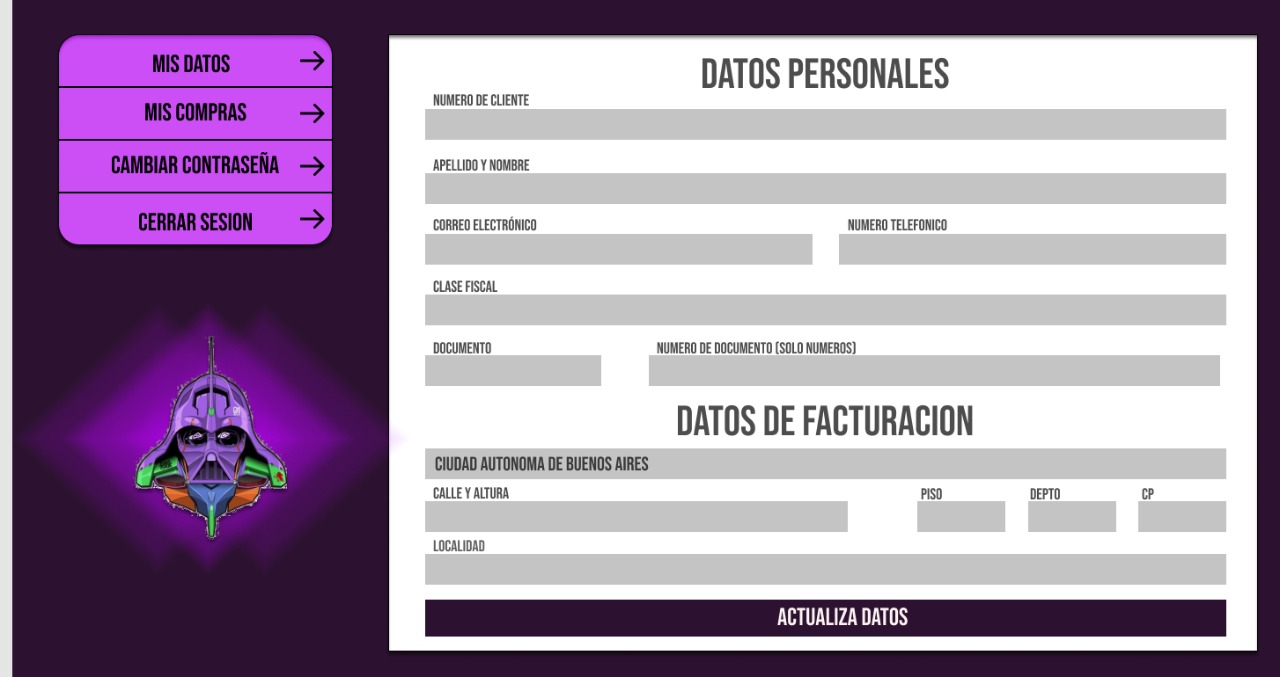 MIS DATOS
MIS COMPRAS
CAMBIAR CONTRASEÑA
CERRAR SESION
DATOS PERSONALES
NUMERO DE CLIENTE
APELLIDO Y NOMBRE
CORREO ELECTRÓNICO NUMERO TELEFONICO
CLASE FISCAL
DOCUMENTO NUMERO DE DOCUMENTO (SOLO NUMEROS)
DATOS DE FACTURACION
CIUDAD AUTONOMA DE BUENOS AIRES
CALLE Y ALTURA PISO DEPTO CP
LOCALIDAD
ACTUALIZA DATOS